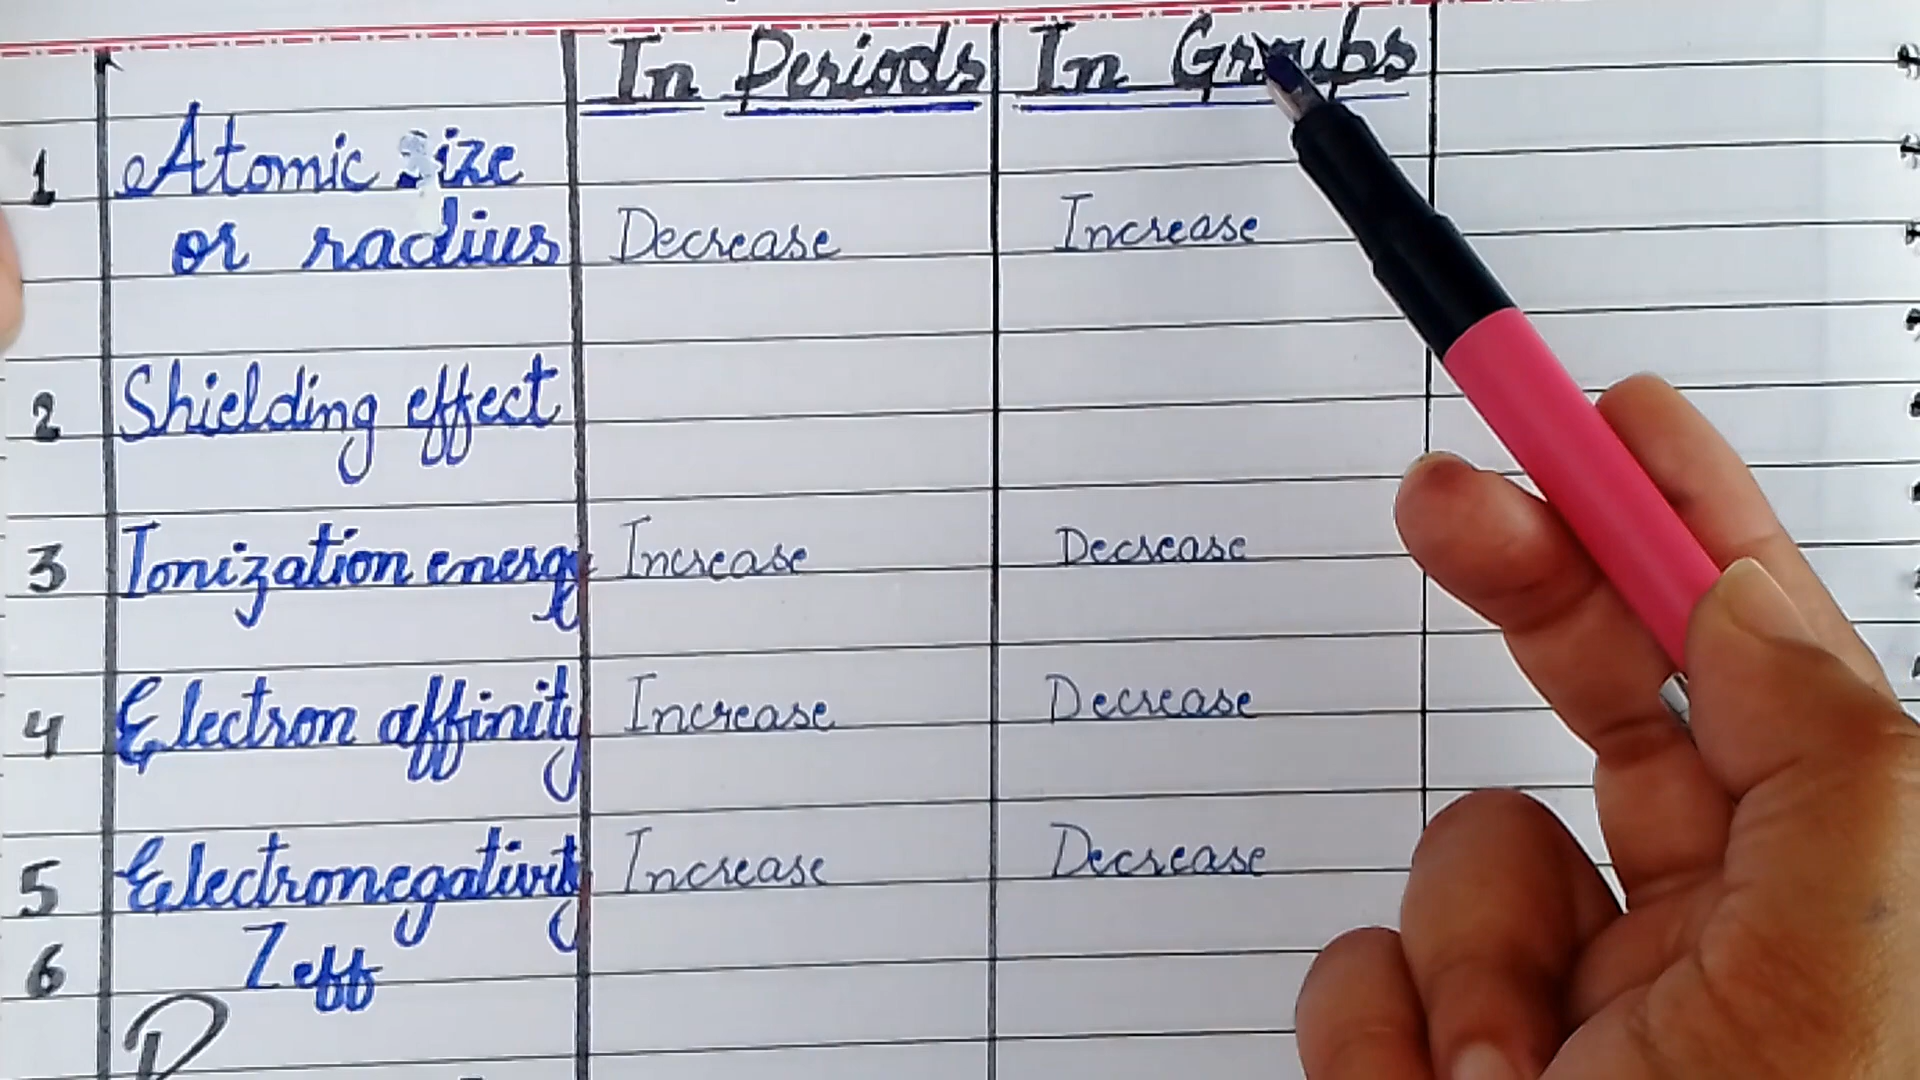 In Periods In Groups
1 Atomic size
or radius Decrease Increase
2 Shielding effect
3 Ionization energy Increase Decrease
4 Electron affinity Increase Decrease
5 Electronegativity Increase Decrease
6 Zeff